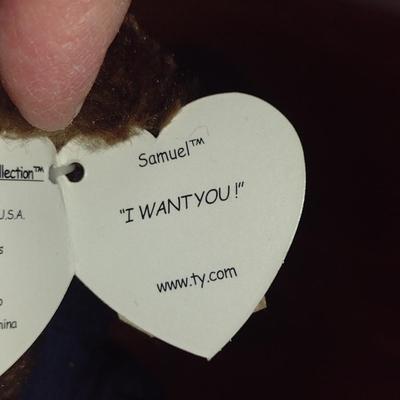 llection™
U.S.A.
s
o
hina
Samuel™
"I WANT YOU !"
www.ty.com